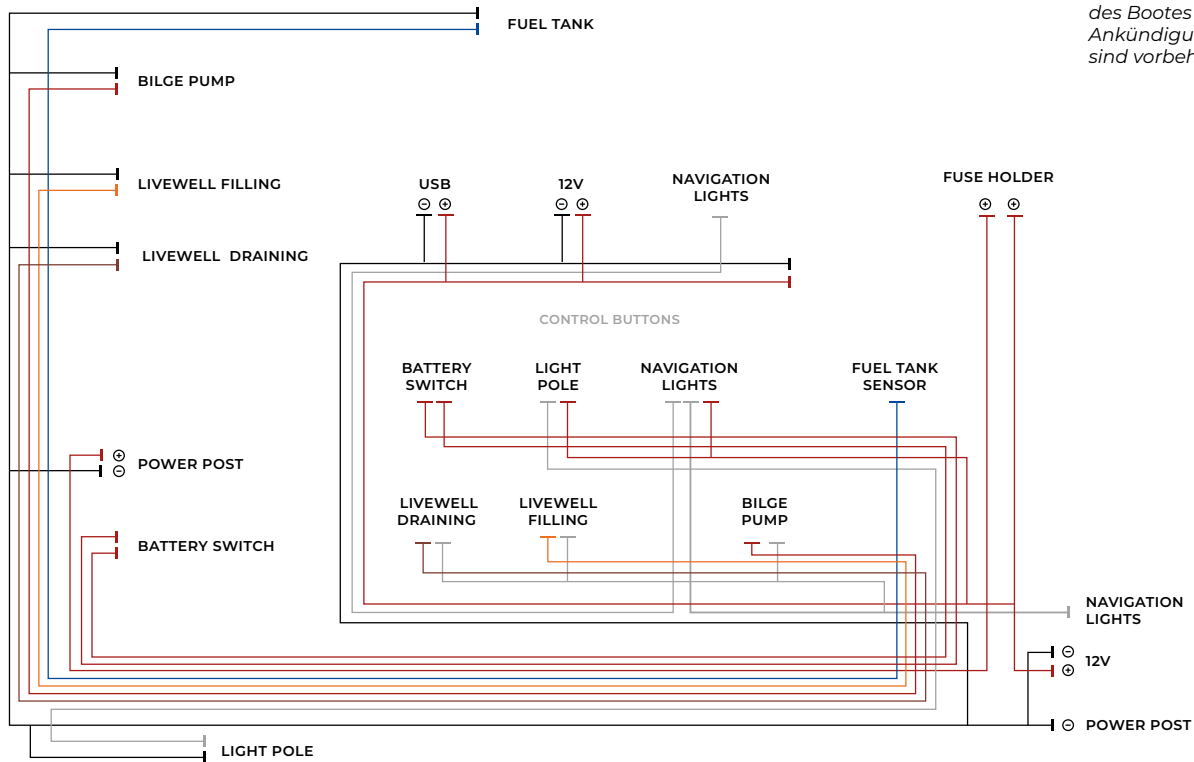 des Bootes
Ankündigu
sind vorbeh
FUEL TANK
BILGE PUMP
LIVEWELL FILLING
LIVEWELL DRAINING
USB
12V
NAVIGATION
LIGHTS
FUSE HOLDER
CONTROL BUTTONS
BATTERY
SWITCH
LIGHT
POLE
NAVIGATION
LIGHTS
FUEL TANK
SENSOR
POWER POST
BATTERY SWITCH
LIVEWELL
DRAINING
LIVEWELL
FILLING
BILGE
PUMP
NAVIGATION
LIGHTS
12V
POWER POST
LIGHT POLE